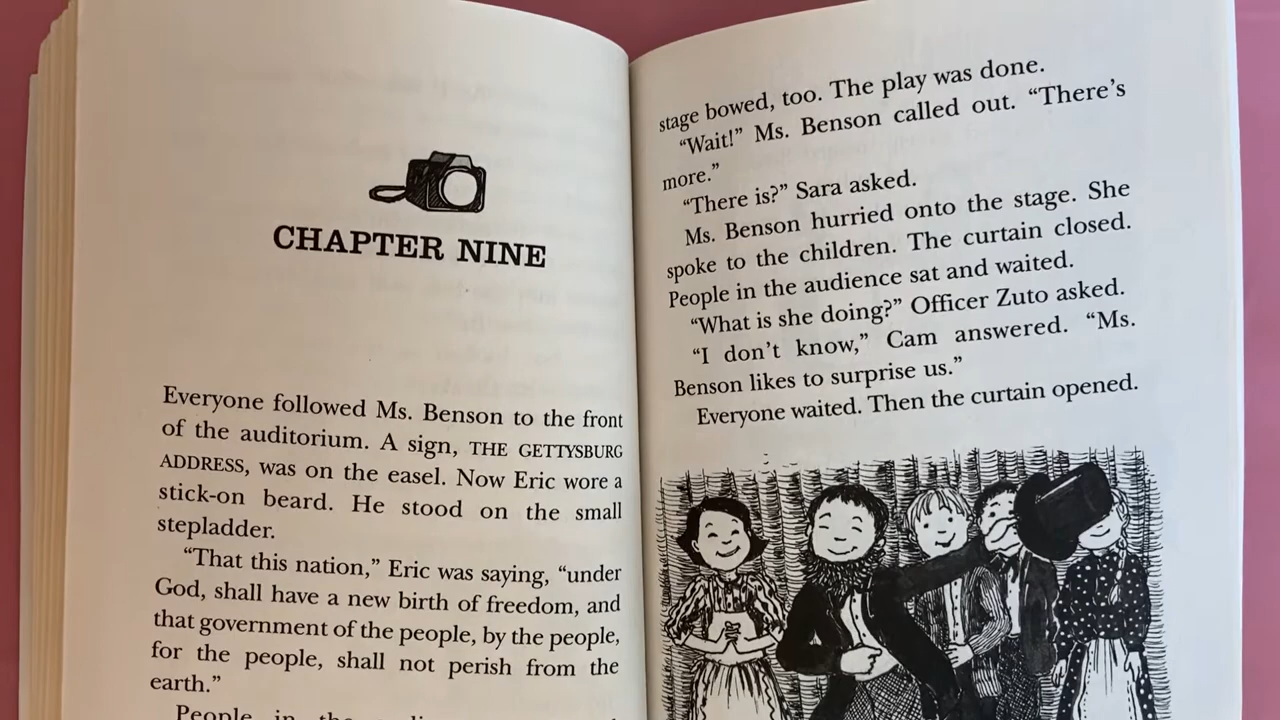 CHAPTER NINE
Everyone followed Ms. Benson to the front
of the auditorium. A sign, THE GETTYSBURG
ADDRESS, was on the easel. Now Eric wore a
stick-on beard. He stood on the small
stepladder.
“That this nation,” Eric was saying, “under
God, shall have a new birth of freedom, and
that government of the people, by the people,
for the people, shall not perish from the
earth.”
People in the
stage bowed, too. The play was done.
“Wait!” Ms. Benson called out. “There’s
more.”
“There is?” Sara asked.
Ms. Benson hurried onto the stage. She
spoke to the children. The curtain closed.
People in the audience sat and waited.
“What is she doing?” Officer Zuto asked.
“I don’t know,” Cam answered. “Ms.
Benson likes to surprise us.”
Everyone waited. Then the curtain opened.